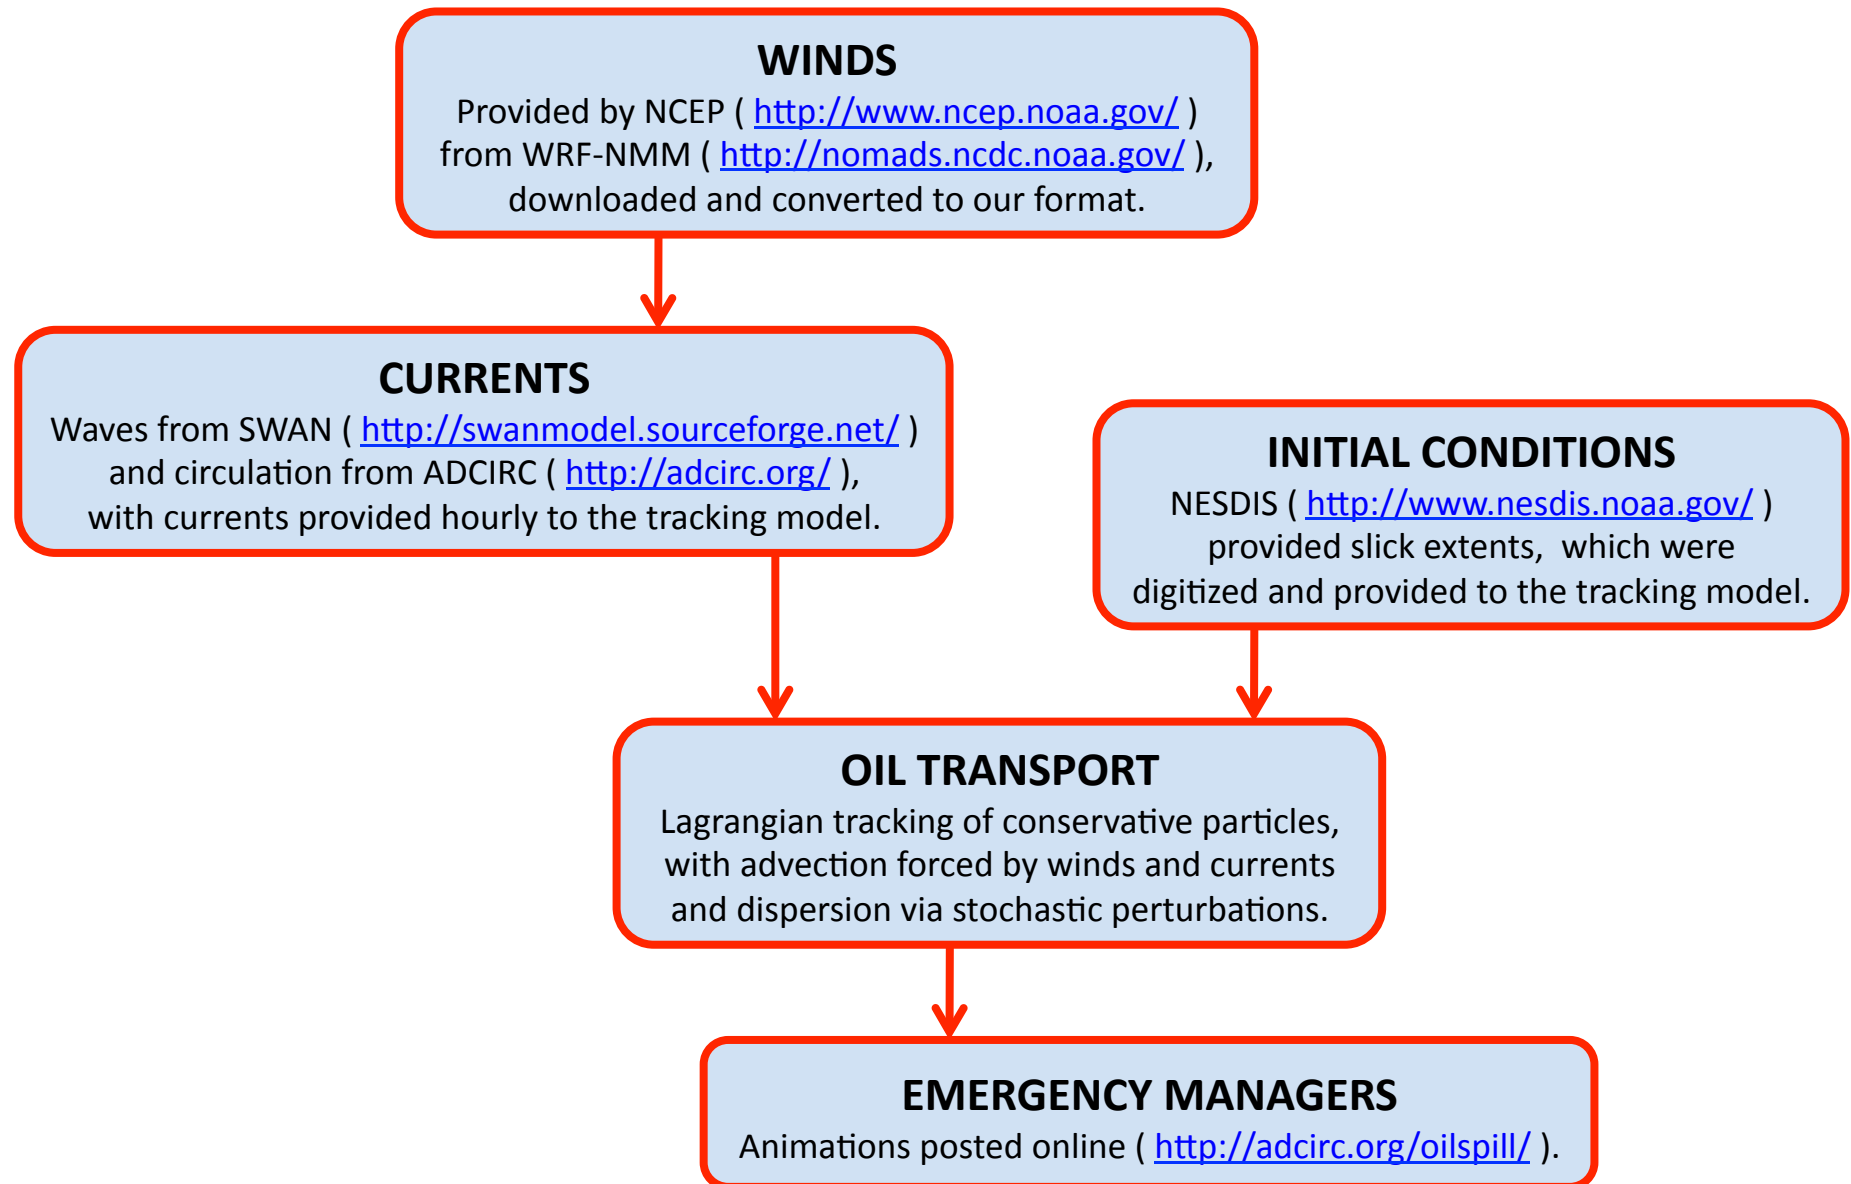 WINDS
Provided by NCEP ( http://www.ncep.noaa.gov/ )
from WRF-NMM ( http://nomads.ncdc.noaa.gov/ ),
downloaded and converted to our format.
CURRENTS
Waves from SWAN ( http://swanmodel.sourceforge.net/ )
and circulation from ADCIRC ( http://adcirc.org/ ),
with currents provided hourly to the tracking model.
INITIAL CONDITIONS
NESDIS ( http://www.nesdis.noaa.gov/ )
provided slick extents, which were
digitized and provided to the tracking model.
OIL TRANSPORT
Lagrangian tracking of conservative particles,
with advection forced by winds and currents
and dispersion via stochastic perturbations.
EMERGENCY MANAGERS
Animations posted online ( http://adcirc.org/oilspill/ ).